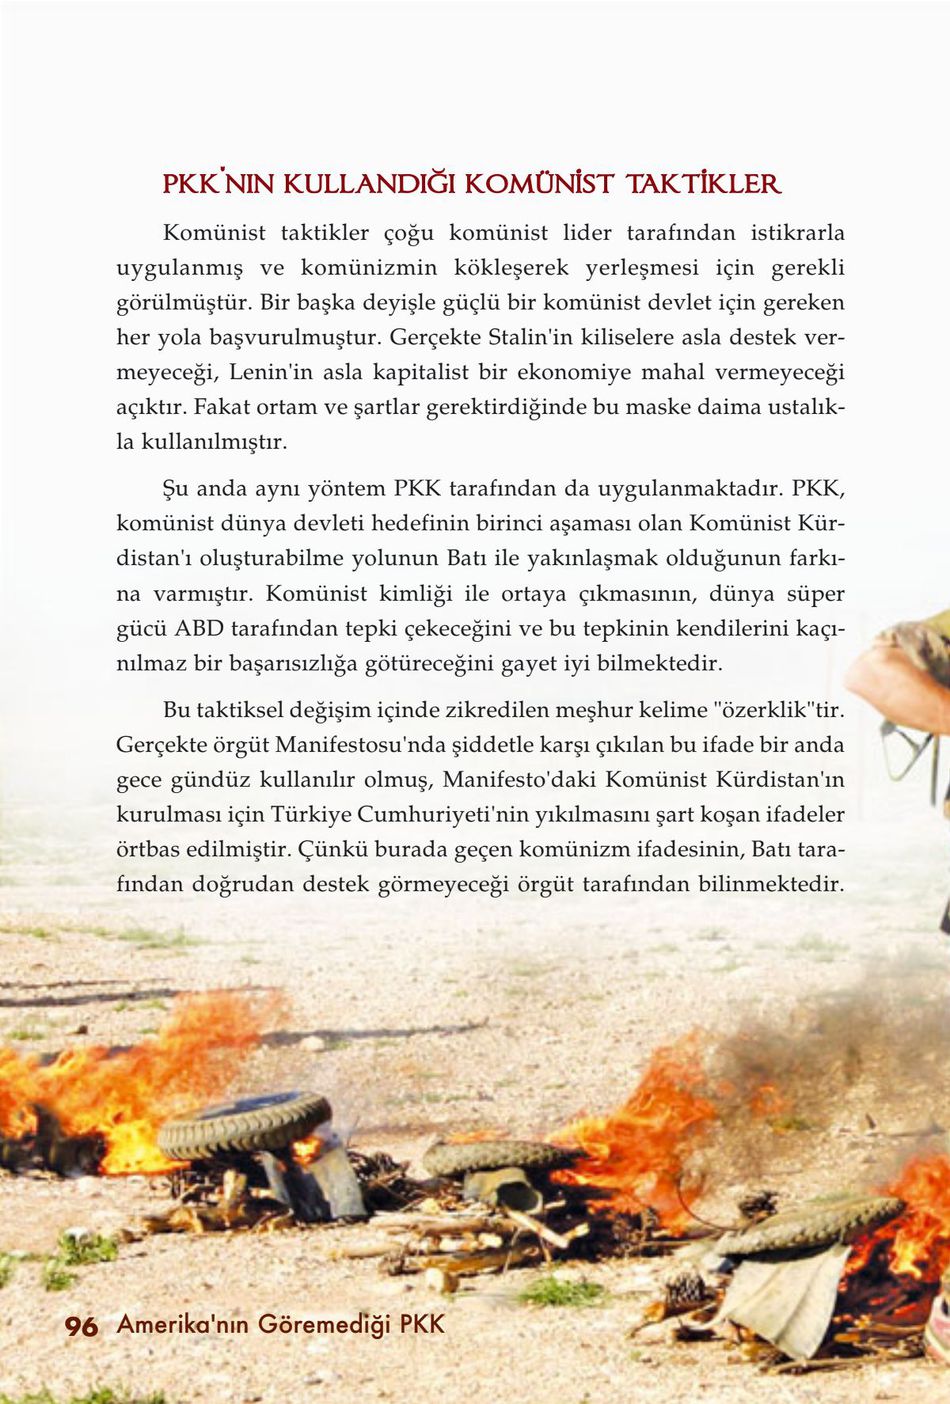 PKK'NIN KULLANDIĞI KOMÜNİST TAKTİKLER
Komünist taktikler çoğu komünist lider tarafından istikrarla
uygulanmış ve komünizmin kökleşerek yerleşmesi için gerekli
görülmüştür. Bir başka deyişle güçlü bir komünist devlet için gereken
her yola başvurulmuştur. Gerçekte Stalin'in kiliselere asla destek ver-
meyeceği, Lenin'in asla kapitalist bir ekonomiye mahal vermeyeceği
açıktır. Fakat ortam ve şartlar gerektirdiğinde bu maske daima ustalık-
la kullanılmıştır.
Şu anda aynı yöntem PKK tarafından da uygulanmaktadır. PKK,
komünist dünya devleti hedefinin birinci aşaması olan Komünist Kür-
distan'ı oluşturabilme yolunun Batı ile yakınlaşmak olduğunun farkı-
na varmıştır. Komünist kimliği ile ortaya çıkmasının, dünya süper
gücü ABD tarafından tepki çekeceğini ve bu tepkinin kendilerini kaçı-
nılmaz bir başarısızlığa götüreceğini gayet iyi bilmektedir.
Bu taktiksel değişim içinde zikredilen meşhur kelime "özerklik"tir.
Gerçekte örgüt Manifestosu'nda şiddetle karşı çıkılan bu ifade bir anda
gece gündüz kullanılır olmuş, Manifesto'daki Komünist Kürdistan'ın
kurulması için Türkiye Cumhuriyeti'nin yıkılmasını şart koşan ifadeler
örtbas edilmiştir. Çünkü burada geçen komünizm ifadesinin, Batı tara-
fından doğrudan destek görmeyeceği örgüt tarafından bilinmektedir.
96 Amerika'nın Göremediği PKK